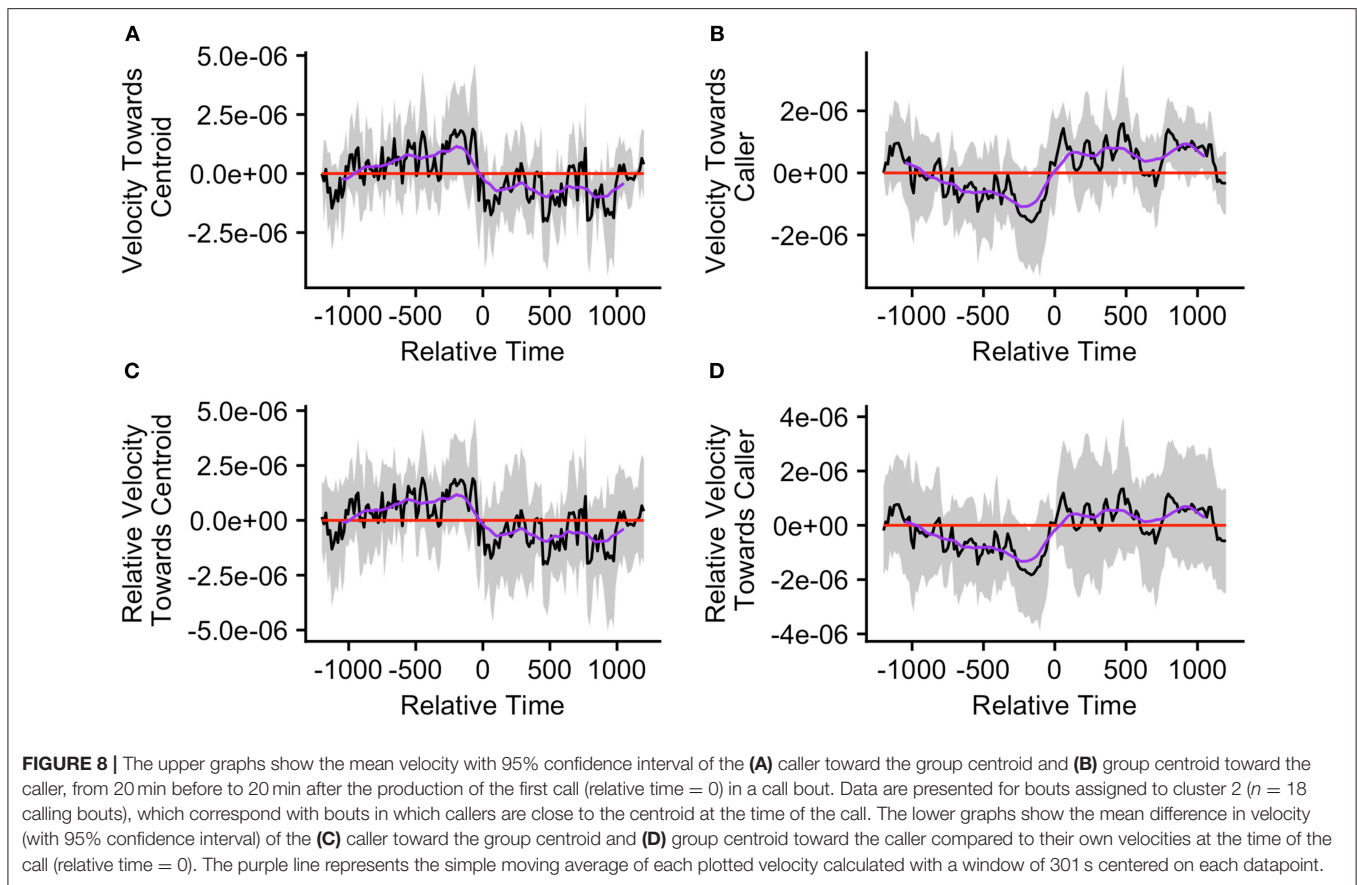 A
B
5.0e-06
2.5e-06
0.0e+00
-2.5e-06
Velocity Towards
Centroid
-1000 -500 0 500 1000
Relative Time
2e-06
0e+00
-2e-06
Velocity Towards
Caller
-1000 -500 0 500 1000
Relative Time
C
D
5.0e-06
2.5e-06
0.0e+00
-2.5e-06
-5.0e-06
Relative Velocity
Towards Centroid
-1000 -500 0 500 1000
Relative Time
4e-06
2e-06
0e+00
-2e-06
-4e-06
Relative Velocity
Towards Caller
-1000 -500 0 500 1000
Relative Time
FIGURE 8 | The upper graphs show the mean velocity with 95% confidence interval of the (A) caller toward the group centroid and (B) group centroid toward the
caller, from 20 min before to 20 min after the production of the first call (relative time = 0) in a call bout. Data are presented for bouts assigned to cluster 2 (n = 18
calling bouts), which correspond with bouts in which callers are close to the centroid at the time of the call. The lower graphs show the mean difference in velocity
(with 95% confidence interval) of the (C) caller toward the group centroid and (D) group centroid toward the caller compared to their own velocities at the time of the
call (relative time = 0). The purple line represents the simple moving average of each plotted velocity calculated with a window of 301 s centered on each datapoint.